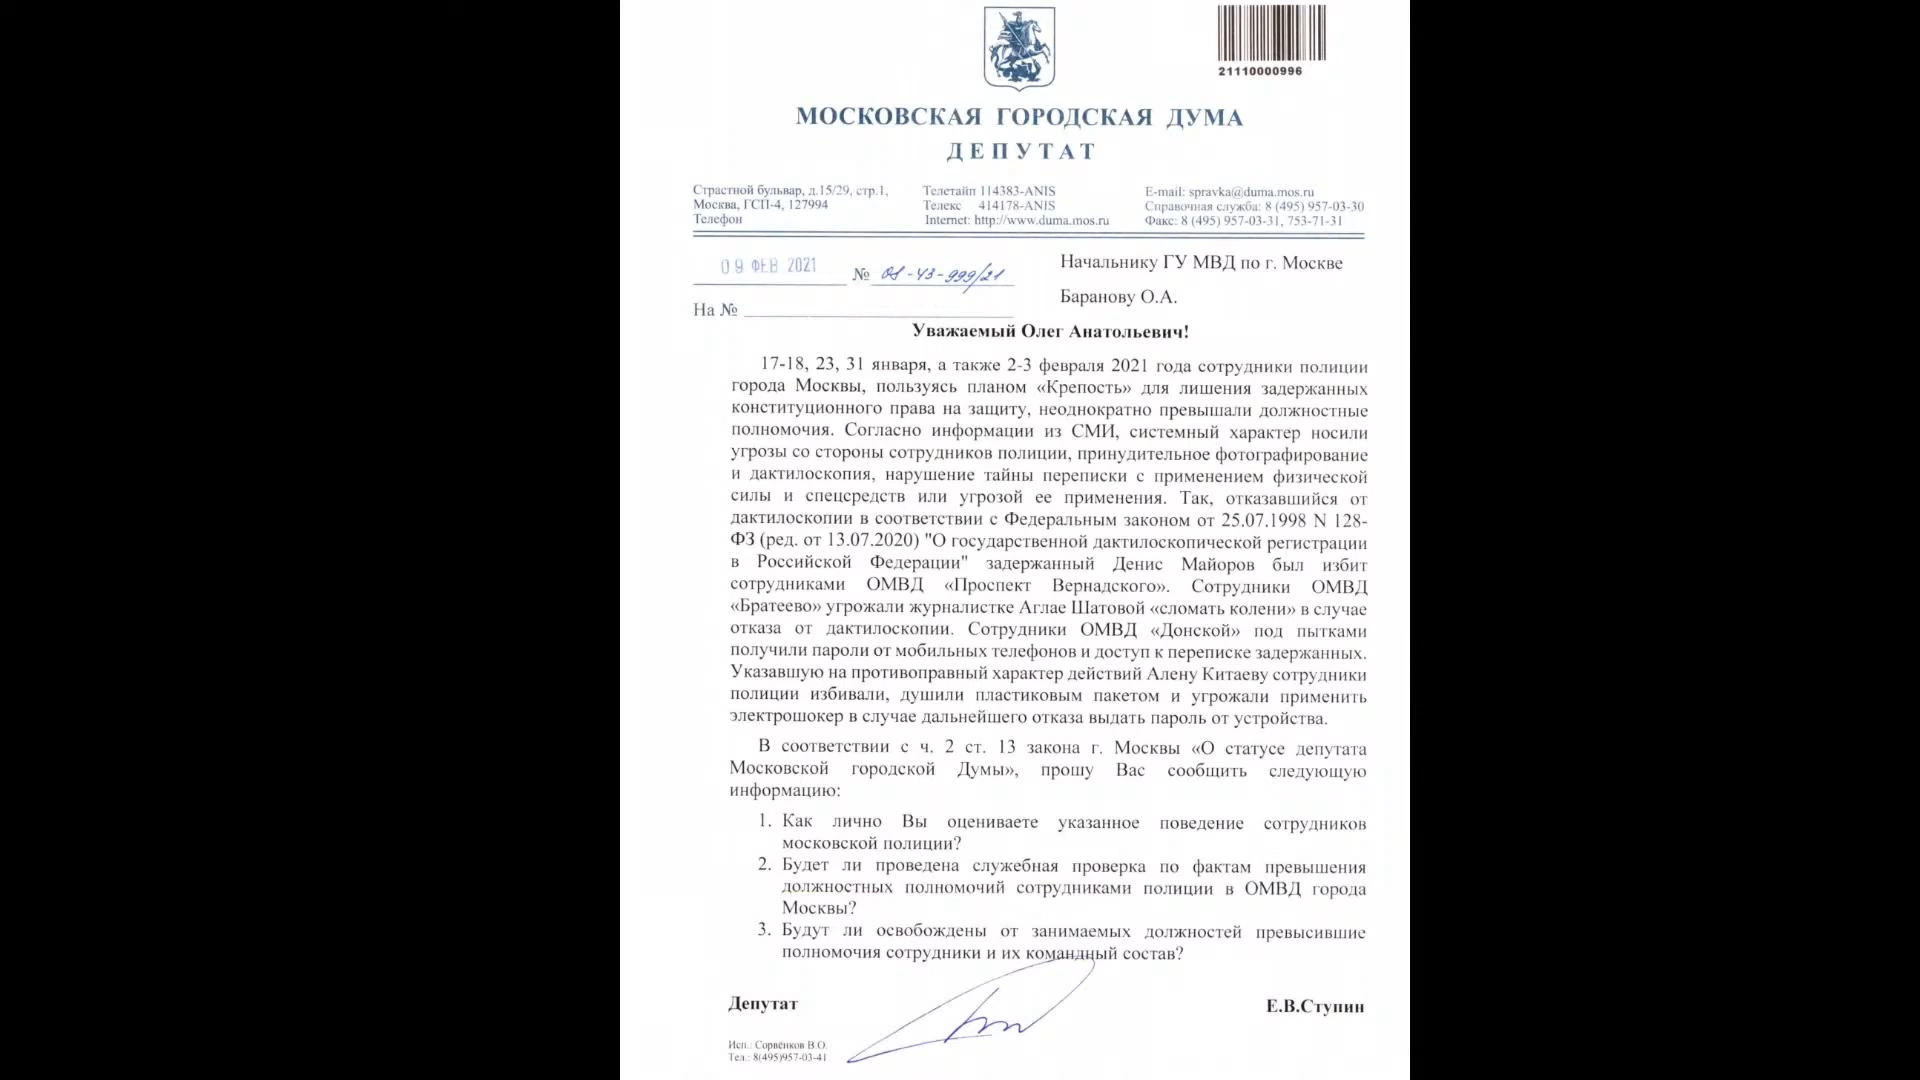 21110000996
МОСКОВСКАЯ ГОРОДСКАЯ ДУМА
ДЕПУТАТ
Страстной бульвар, д.15/29, стр.1,
Москва, ГСП-4, 127994
Телефон
Телетайп 114383-ANIS
Телекс 414178-ANIS
Internet: http://www.duma.mos.ru
E-mail: spravka@duma.mos.ru
Справочная служба: 8 (495) 957-03-30
Факс: 8 (495) 957-03-31, 753-71-31
09 ФЕВ 2021 № 08-43-999/21
На №
Начальнику ГУ МВД по г. Москве
Баранову О.А.
Уважаемый Олег Анатольевич!
17-18, 23, 31 января, а также 2-3 февраля 2021 года сотрудники полиции
города Москвы, пользуясь планом «Крепость» для лишения задержанных
конституционного права на защиту, неоднократно превышали должностные
полномочия. Согласно информации из СМИ, системный характер носили
угрозы со стороны сотрудников полиции, принудительное фотографирование
и дактилоскопия, нарушение тайны переписки с применением физической
силы и спецсредств или угрозой ее применения. Так, отказавшийся от
дактилоскопии в соответствии с Федеральным законом от 25.07.1998 N 128-
ФЗ (ред. от 13.07.2020) "О государственной дактилоскопической регистрации
в Российской Федерации" задержанный Денис Майоров был избит
сотрудниками ОМВД «Проспект Вернадского». Сотрудники ОМВД
«Братеево» угрожали журналистке Аглае Шатовой «сломать колени» в случае
отказа от дактилоскопии. Сотрудники ОМВД «Донской» под пытками
получили пароли от мобильных телефонов и доступ к переписке задержанных.
Указавшую на противоправный характер действий Алену Китаеву сотрудники
полиции избивали, душили пластиковым пакетом и угрожали применить
электрошокер в случае дальнейшего отказа выдать пароль от устройства.
В соответствии с ч. 2 ст. 13 закона г. Москвы «О статусе депутата
Московской городской Думы», прошу Вас сообщить следующую
информацию:
1. Как лично Вы оцениваете указанное поведение сотрудников
московской полиции?
2. Будет ли проведена служебная проверка по фактам превышения
должностных полномочий сотрудниками полиции в ОМВД города
Москвы?
3. Будут ли освобождены от занимаемых должностей превысившие
полномочия сотрудники и их командный состав?
Депутат
Е.В.Ступин
Исп.: Сорвенков В.О.
Тел.: 8(495)957-03-41